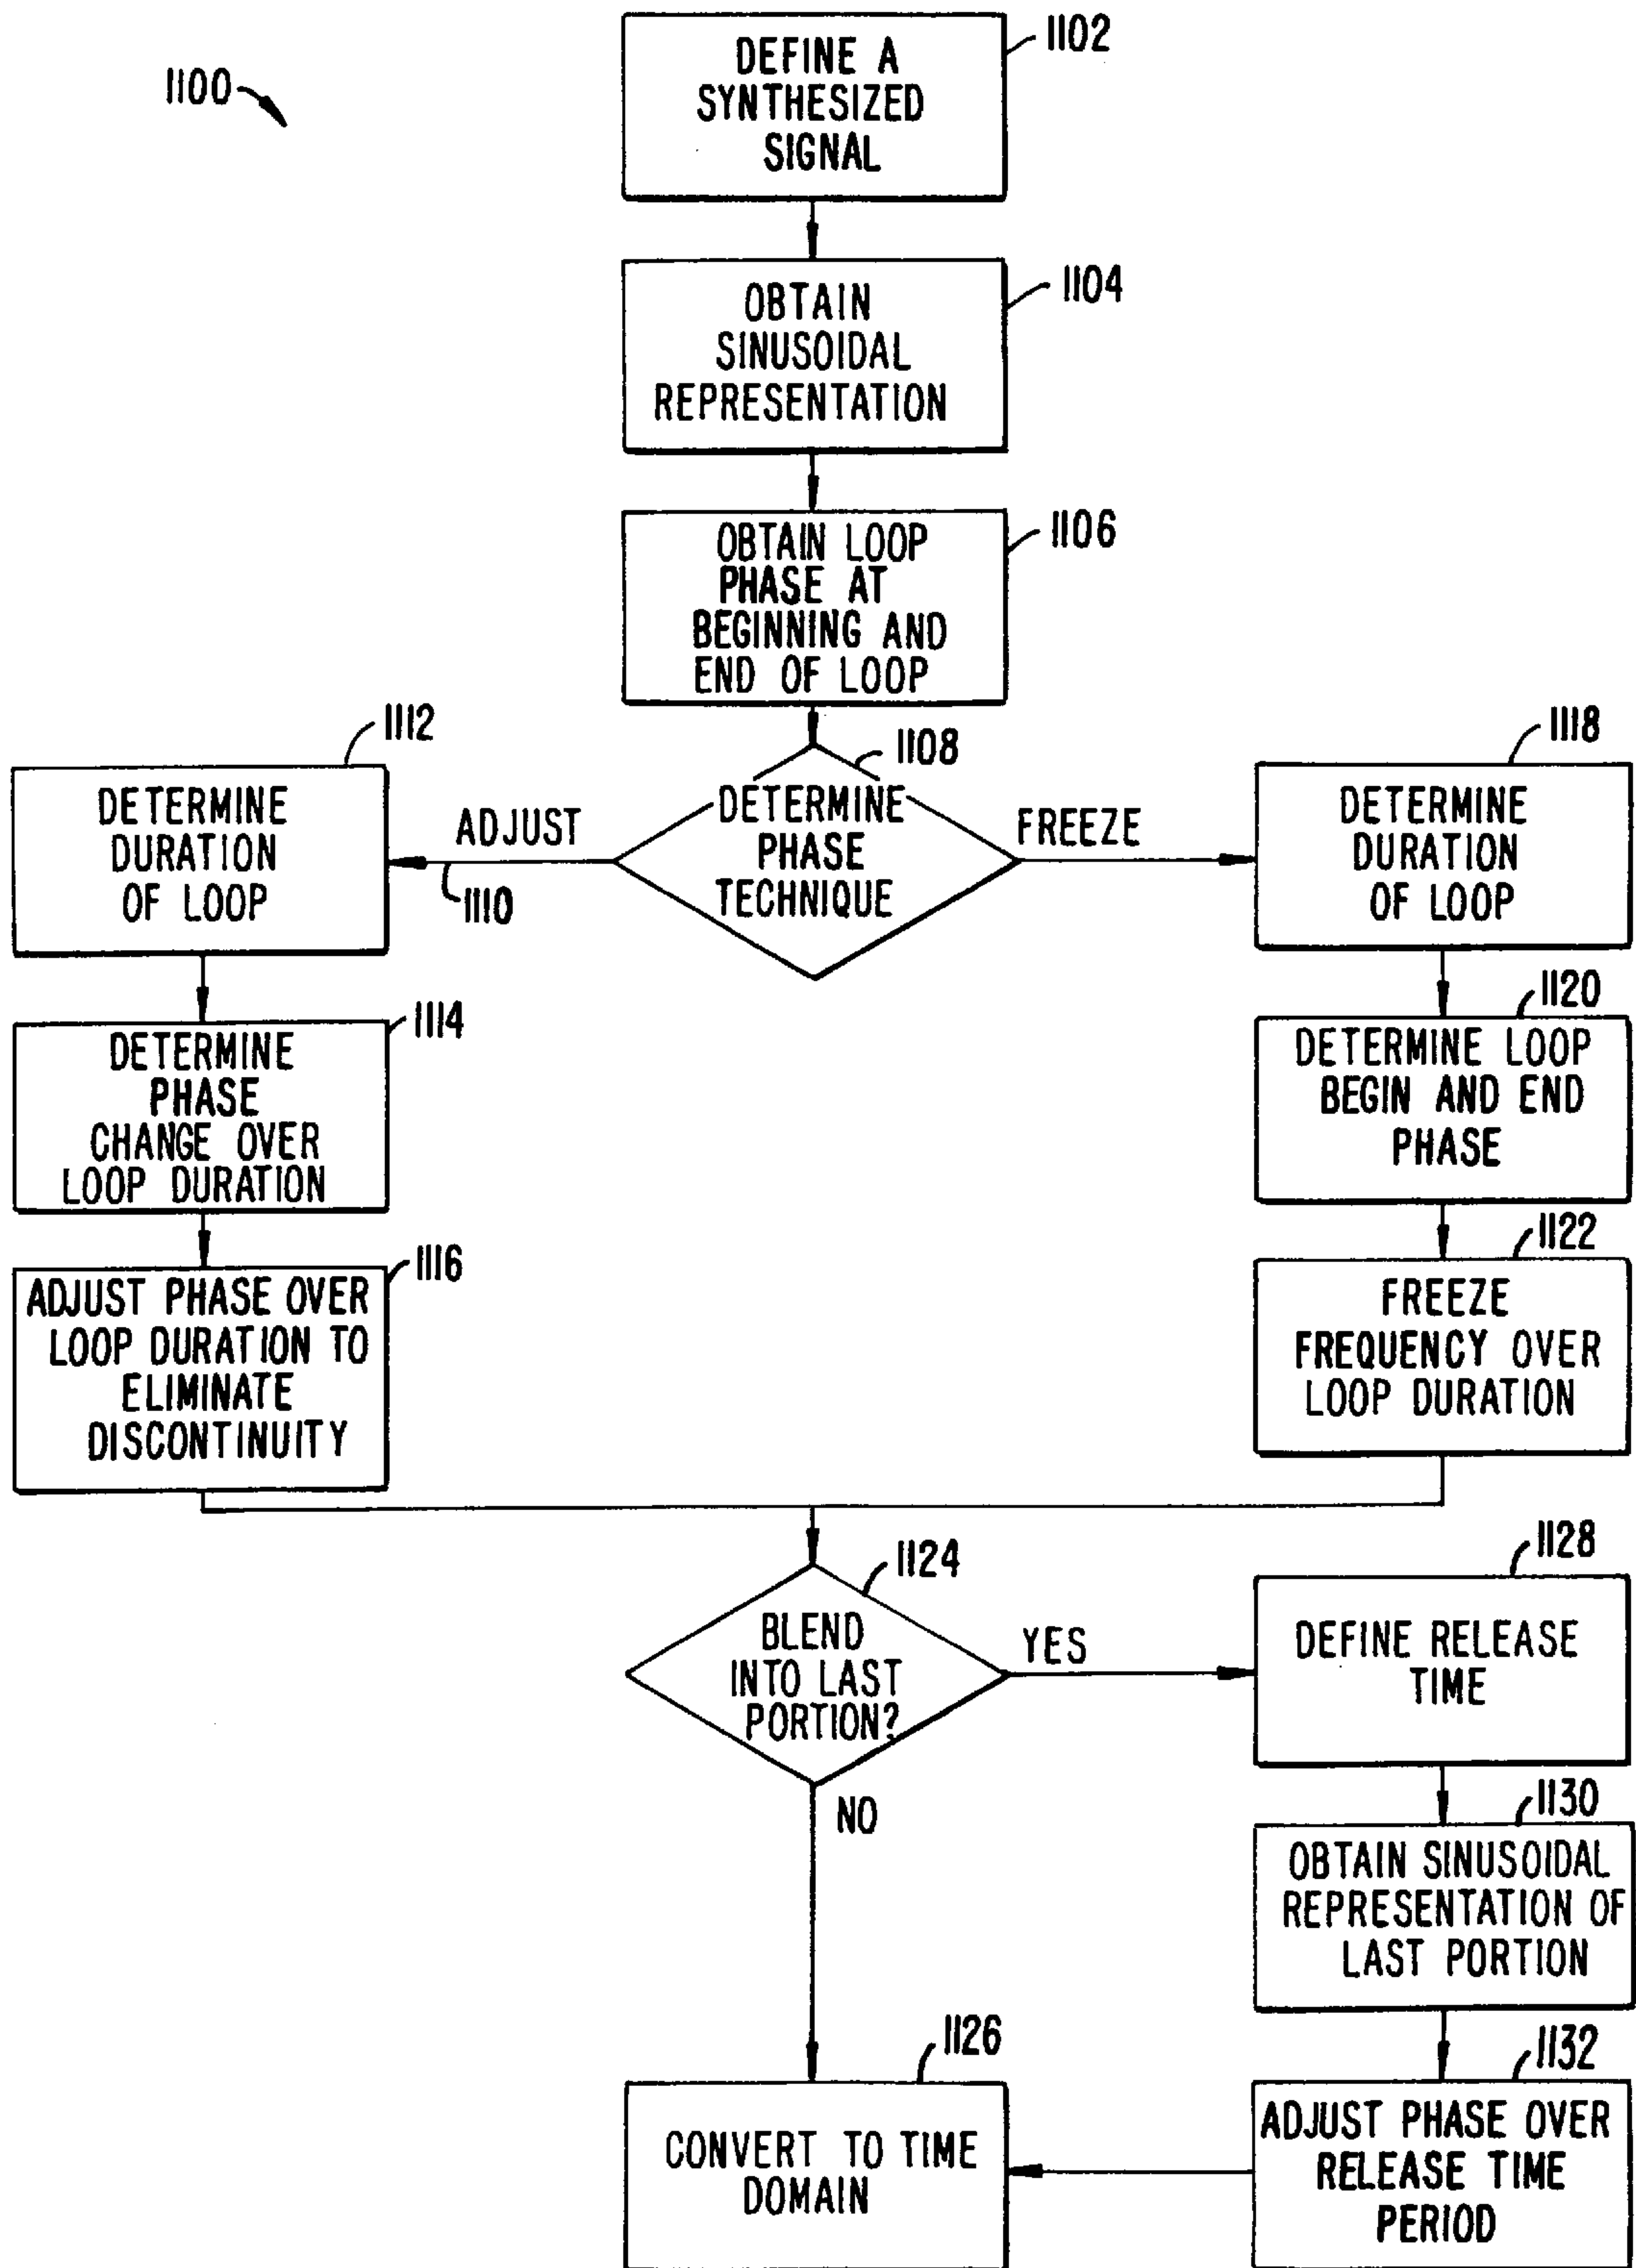 1100
1102
DEFINE A
SYNTHESIZED
SIGNAL
1104
OBTAIN
SINUSOIDAL
REPRESENTATION
1106
OBTAIN LOOP
PHASE AT
BEGINNING AND
END OF LOOP
1108
DETERMINE
PHASE
TECHNIQUE
ADJUST
1110
FREEZE
1112
DETERMINE
DURATION
OF LOOP
1114
DETERMINE
PHASE
CHANGE OVER
LOOP DURATION
1116
ADJUST PHASE OVER
LOOP DURATION TO
ELIMINATE
DISCONTINUITY
1118
DETERMINE
DURATION
OF LOOP
1120
DETERMINE LOOP
BEGIN AND END
PHASE
1122
FREEZE
FREQUENCY OVER
LOOP DURATION
1124
BLEND
INTO LAST
PORTION?
YES
NO
1128
DEFINE RELEASE
TIME
1130
OBTAIN SINUSOIDAL
REPRESENTATION OF
LAST PORTION
1132
ADJUST PHASE OVER
RELEASE TIME
PERIOD
1126
CONVERT TO TIME
DOMAIN